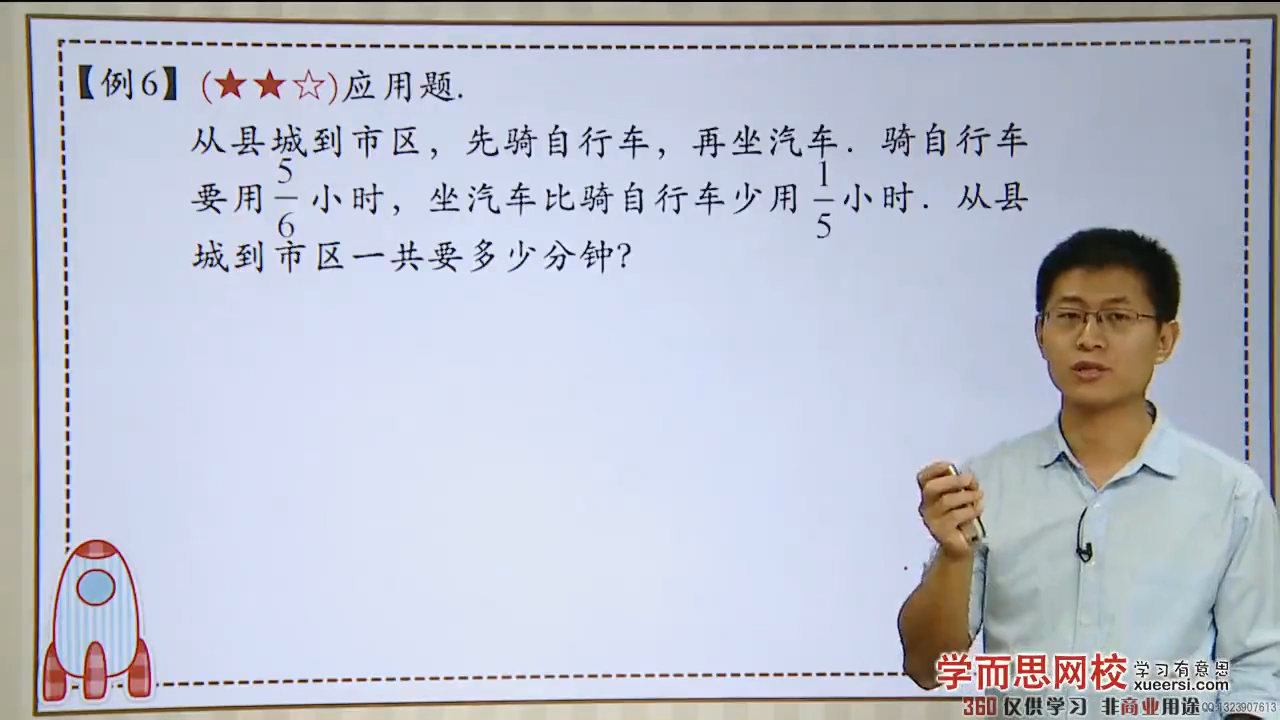 【例6】(★★☆)应用题.
从县城到市区,先骑自行车,再坐汽车.骑自行车
要用5/6小时,坐汽车比骑自行车少用1/5小时.从县
城到市区一共要多少分钟?
学而思网校 学习有意思
xueersi.com
360 仅供学习 非商业用途 QQ:1323907613